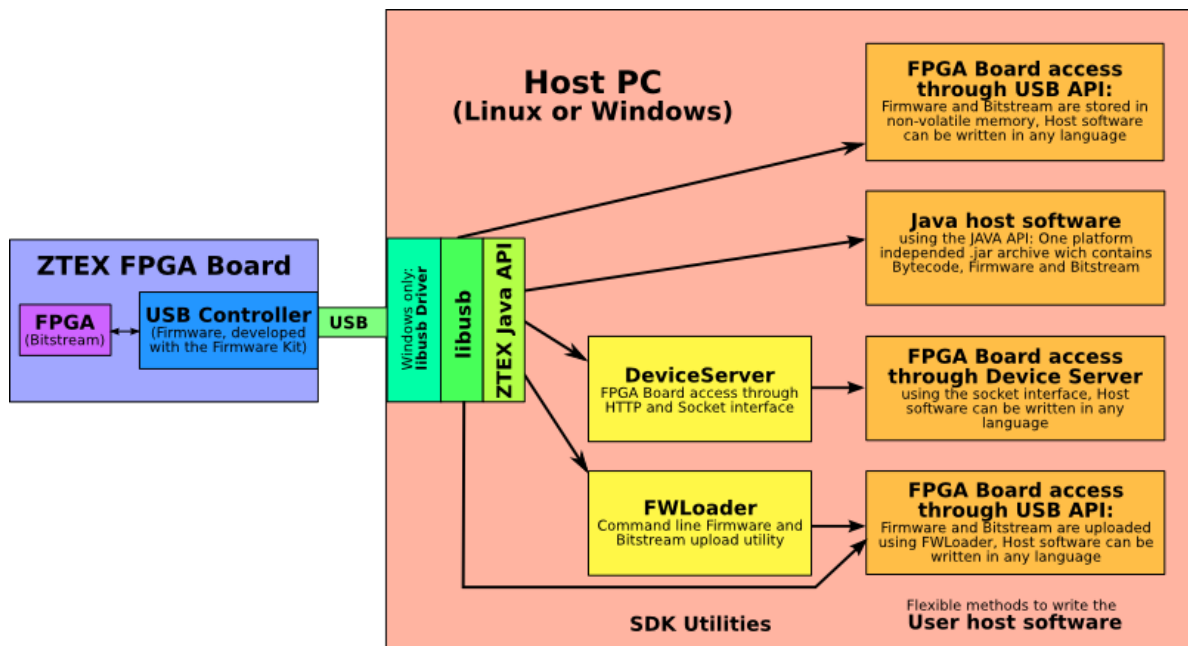 Host PC
(Linux or Windows)
FPGA Board access
through USB API:
Firmware and Bitstream are stored in
non-volatile memory, Host software
can be written in any language
Java host software
using the JAVA API: One platform
independend .jar archive wich contains
Bytecode, Firmware and Bitstream
ZTEX FPGA Board
FPGA
(Bitstream)
USB Controller
(Firmware, developed
with the Firmware Kit)
USB
Windows only:
libusb Driver
libusb
ZTEX Java API
DeviceServer
FPGA Board access through
HTTP and Socket interface
FPGA Board access
through Device Server
using the socket interface, Host
software can be written in any
language
FWLoader
Command line Firmware and
Bitstream upload utility
FPGA Board access
through USB API:
Firmware and Bitstream are uploaded
using FWLoader, Host software can be
written in any language
SDK Utilities
Flexible methods to write the
User host software